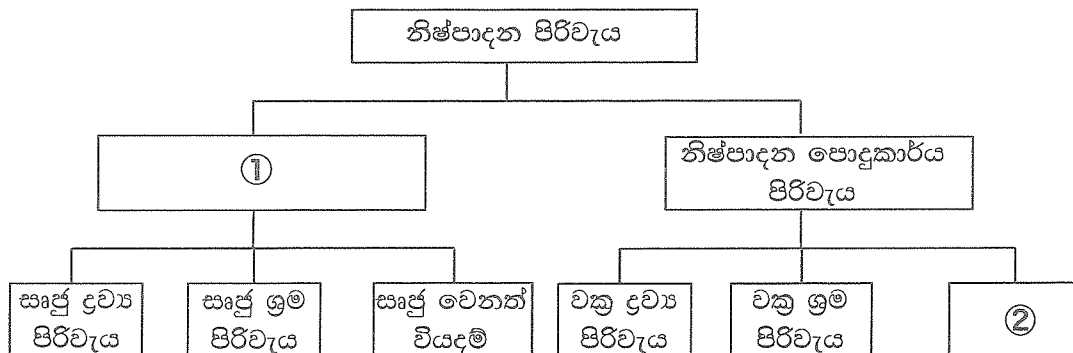 නිෂ්පාදන පිරිවැය
①
නිෂ්පාදන පොදුකාර්ය
පිරිවැය
සෘජු ද්‍රව්‍ය
පිරිවැය
සෘජු ශ්‍රම
පිරිවැය
සෘජු වෙනත්
වියදම්
වක්‍ර ද්‍රව්‍ය
පිරිවැය
වක්‍ර ශ්‍රම
පිරිවැය
②